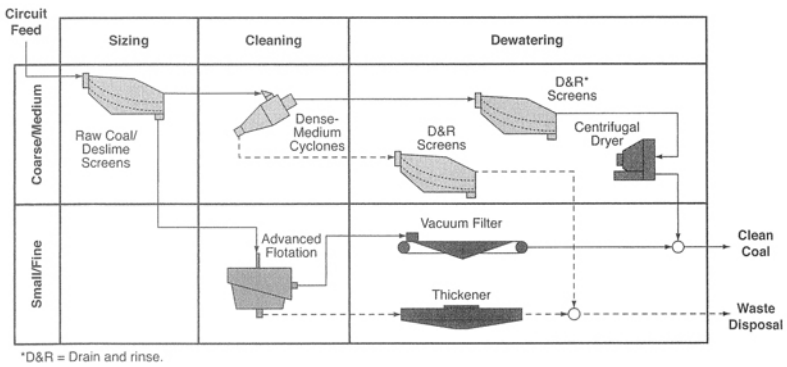 Circuit
Feed
Sizing
Cleaning
Dewatering
Coarse/Medium
Raw Coal/
Deslime
Screens
Dense-
Medium
Cyclones
D&R
Screens
D&R*
Screens
Centrifugal
Dryer
Small/Fine
Advanced
Flotation
Vacuum Filter
Thickener
Clean
Coal
Waste
Disposal
*D&R = Drain and rinse.